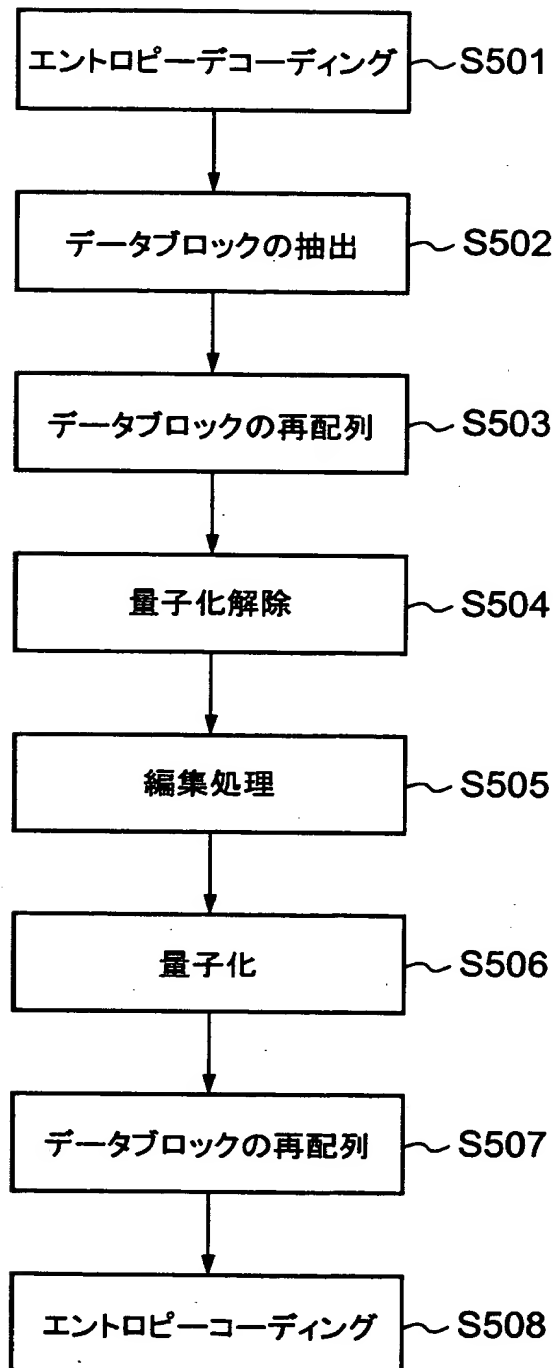 エントロピーデコーディング ～S501
データブロックの抽出 ～S502
データブロックの再配列 ～S503
量子化解除 ～S504
編集処理 ～S505
量子化 ～S506
データブロックの再配列 ～S507
エントロピーコーディング ～S508